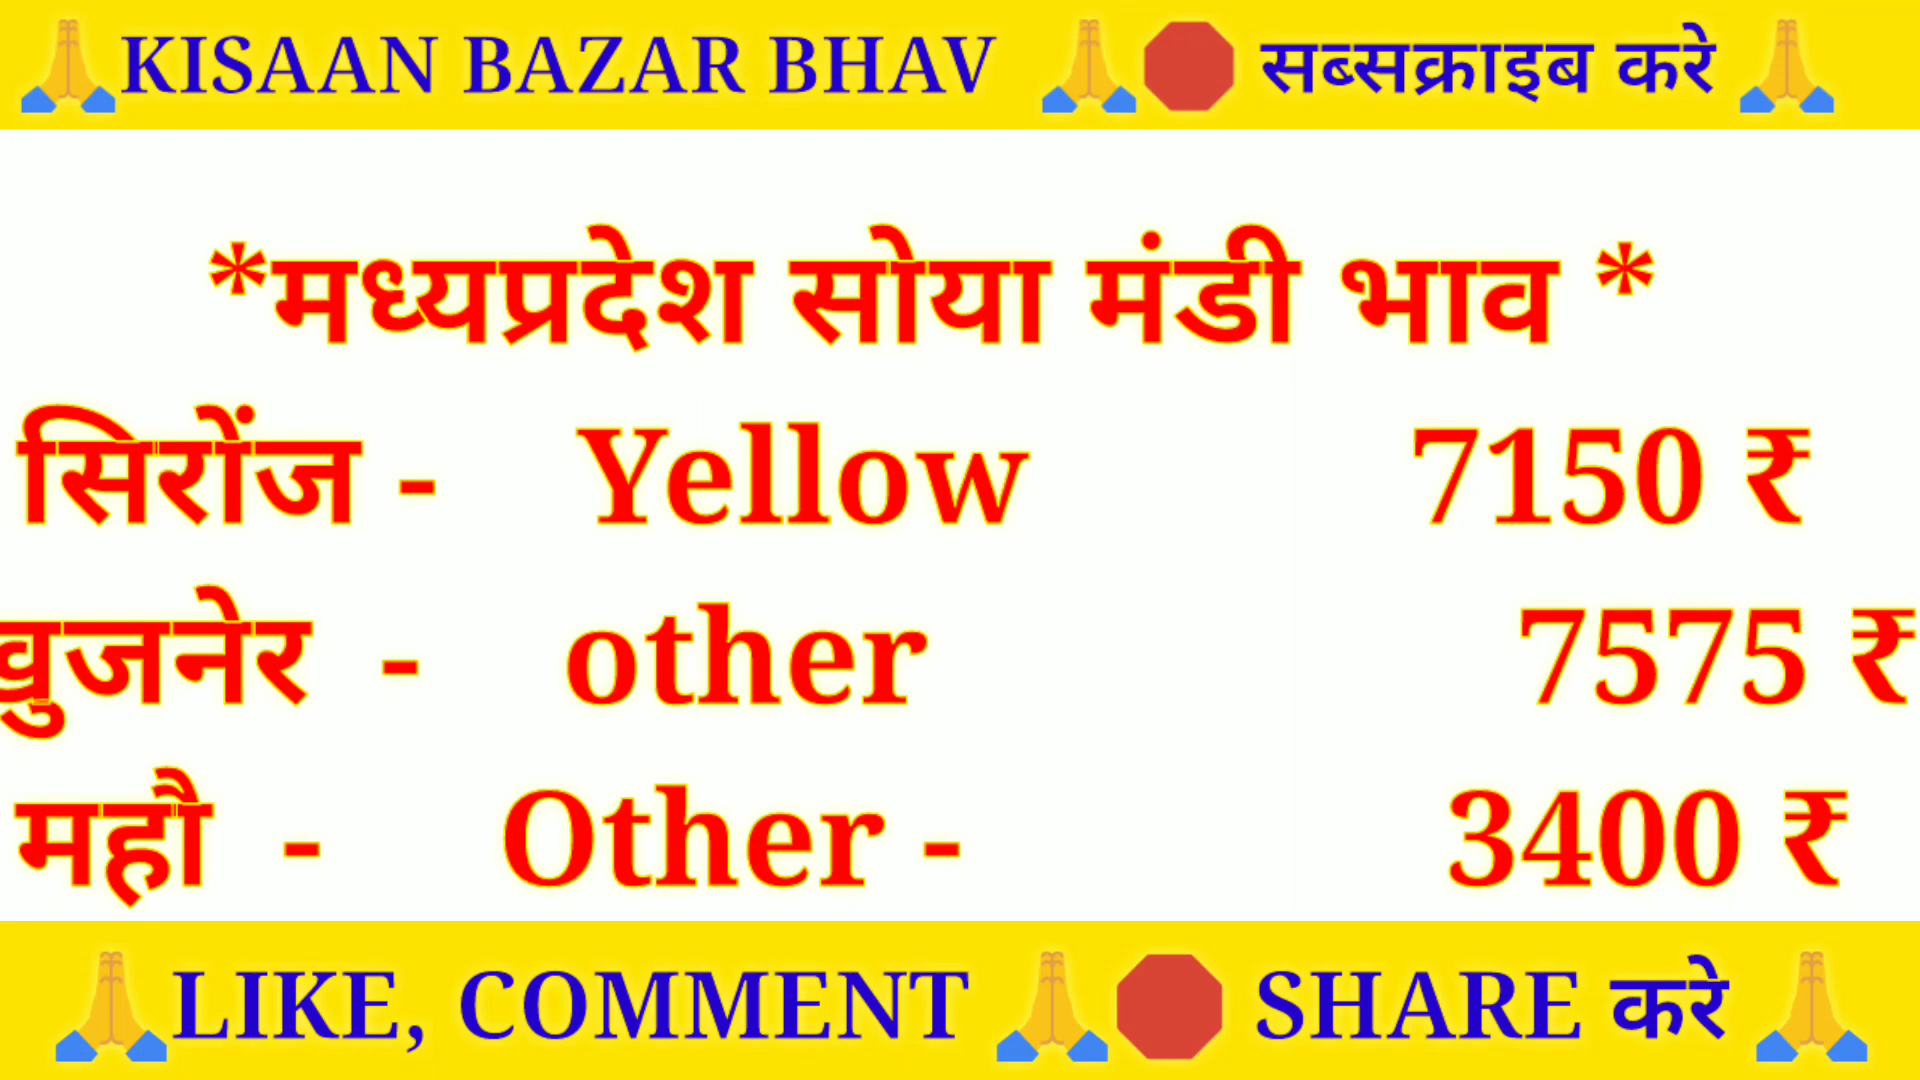 🙏KISAAN BAZAR BHAV 🙏🛑 सब्सक्राइब करे 🙏
*मध्यप्रदेश सोया मंडी भाव *
सिरोंज - Yellow 7150 ₹
खुजनेर - other 7575 ₹
महौ - Other - 3400 ₹
🙏LIKE, COMMENT 🙏🛑 SHARE करे 🙏